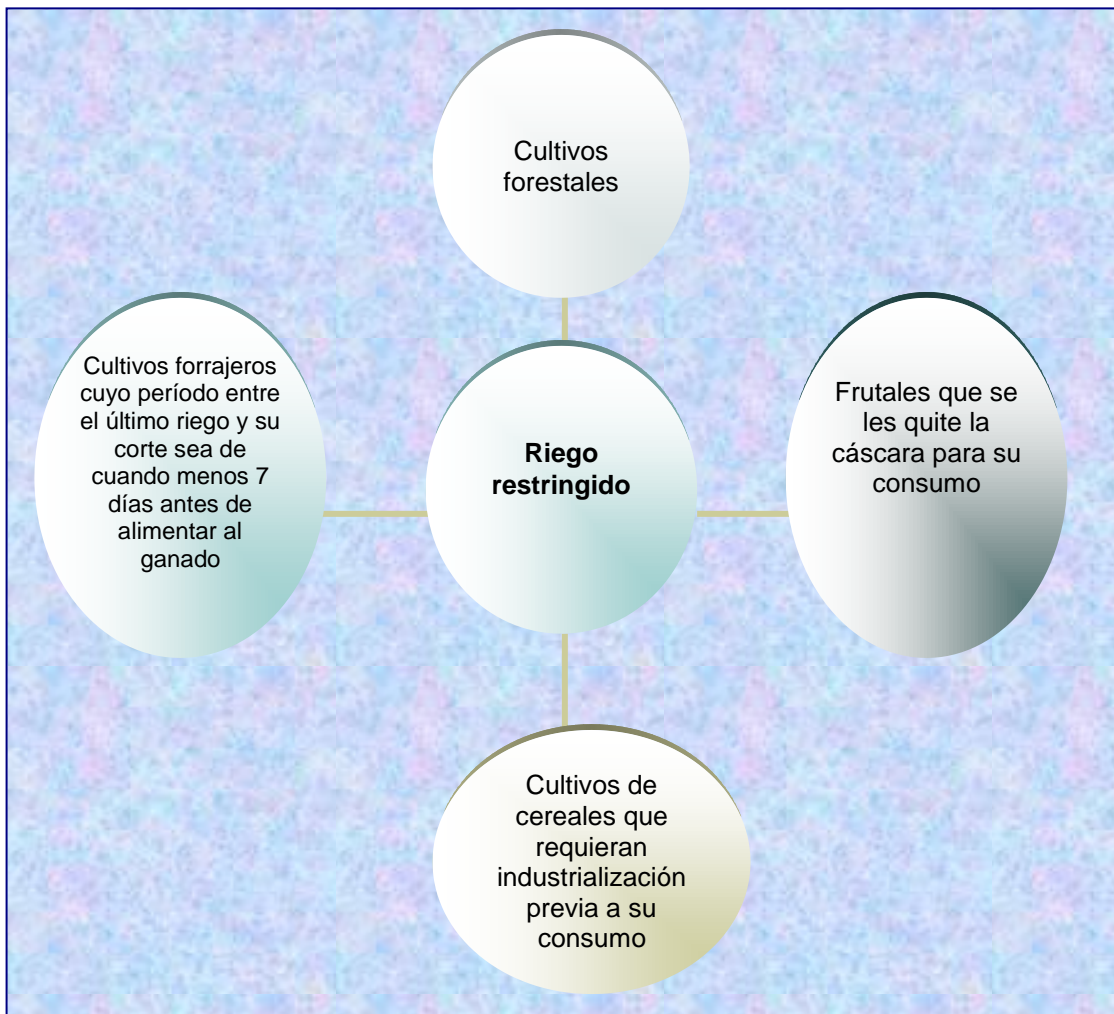 Cultivos
forestales
Cultivos forrajeros
cuyo período entre
el último riego y su
corte sea de
cuando menos 7
días antes de
alimentar al
ganado
Riego
restringido
Frutales que se
les quite la
cáscara para su
consumo
Cultivos de
cereales que
requieran
industrialización
previa a su
consumo